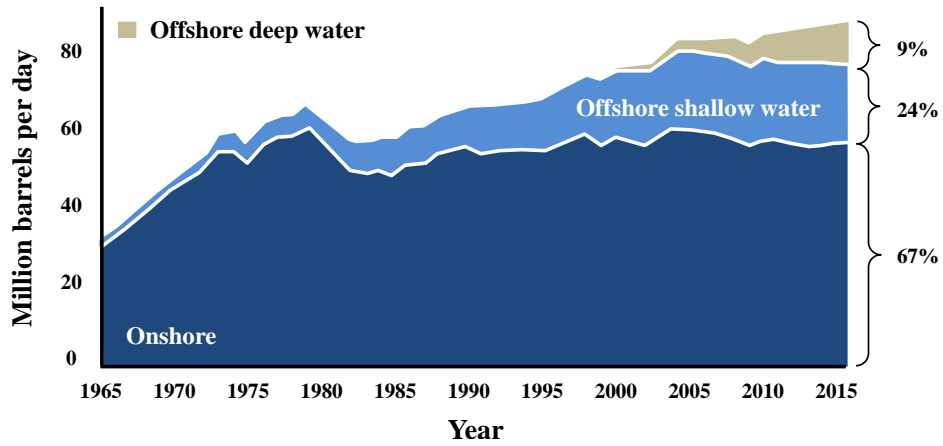 Offshore deep water
Million barrels per day
80
60
40
20
0
Offshore shallow water
Onshore
9%
24%
67%
1965 1970 1975 1980 1985 1990 1995 2000 2005 2010 2015
Year